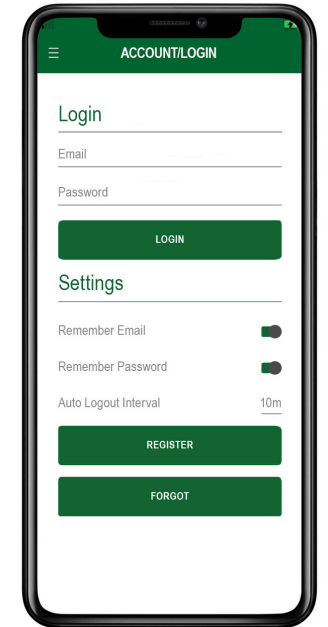 ACCOUNT/LOGIN
Login
Email
Password
LOGIN
Settings
Remember Email
Remember Password
Auto Logout Interval 10m
REGISTER
FORGOT